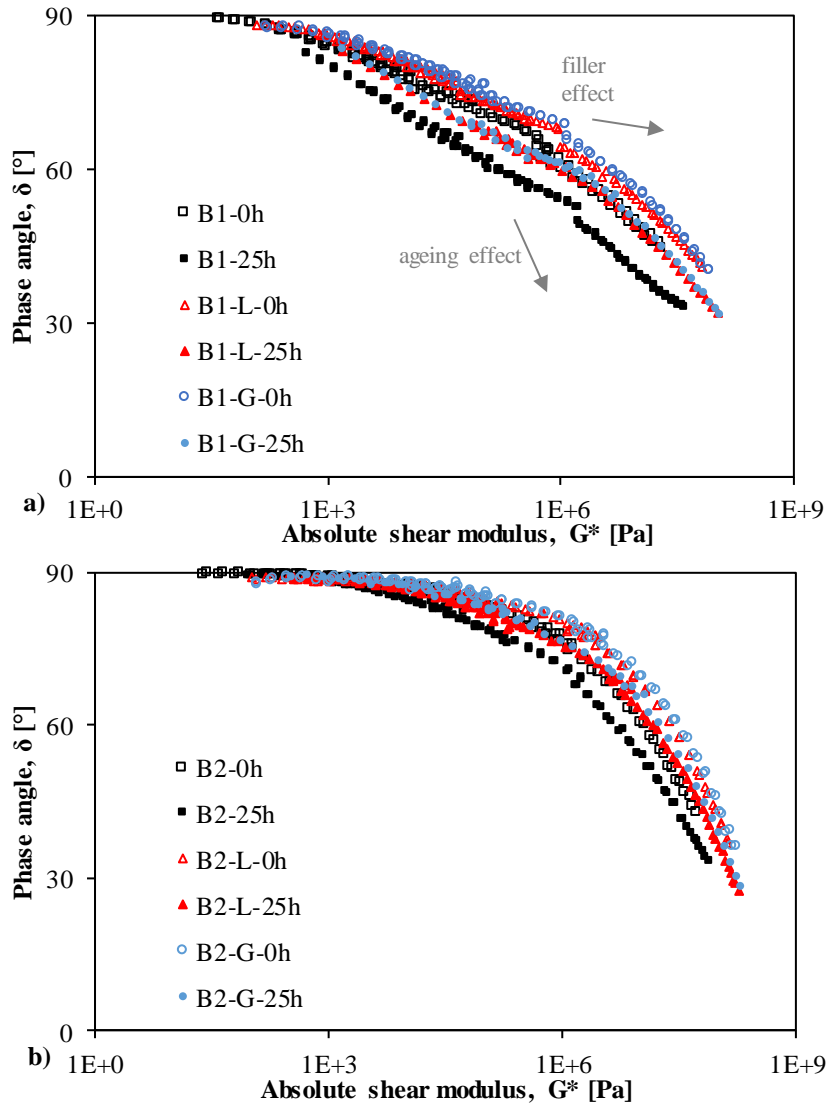 90
60
30
0
Phase angle, δ [°]
filler
effect
ageing effect
B1-0h
B1-25h
B1-L-0h
B1-L-25h
B1-G-0h
B1-G-25h
a)
1E+0
1E+3
1E+6
1E+9
Absolute shear modulus, G* [Pa]
90
60
30
0
Phase angle, δ [°]
B2-0h
B2-25h
B2-L-0h
B2-L-25h
B2-G-0h
B2-G-25h
b)
1E+0
1E+3
1E+6
1E+9
Absolute shear modulus, G* [Pa]